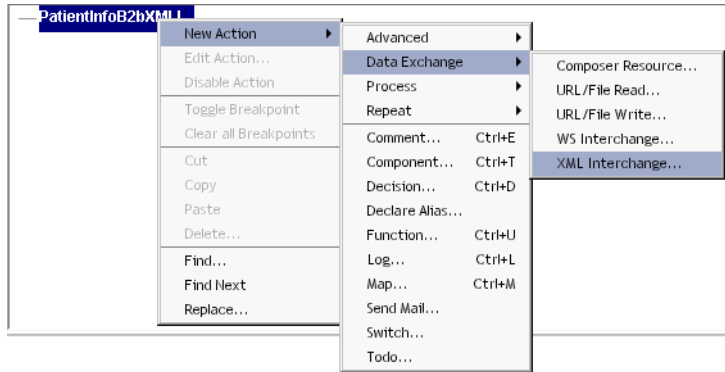 PatientInfoB2bXMLI
New Action
Edit Action...
Disable Action
Toggle Breakpoint
Clear all Breakpoints
Cut
Copy
Paste
Delete...
Find...
Find Next
Replace...
Advanced
Data Exchange
Process
Repeat
Comment... Ctrl+E
Component... Ctrl+T
Decision... Ctrl+D
Declare Alias...
Function... Ctrl+U
Log... Ctrl+L
Map... Ctrl+M
Send Mail...
Switch...
Todo...
Composer Resource...
URL/File Read...
URL/File Write...
WS Interchange...
XML Interchange...